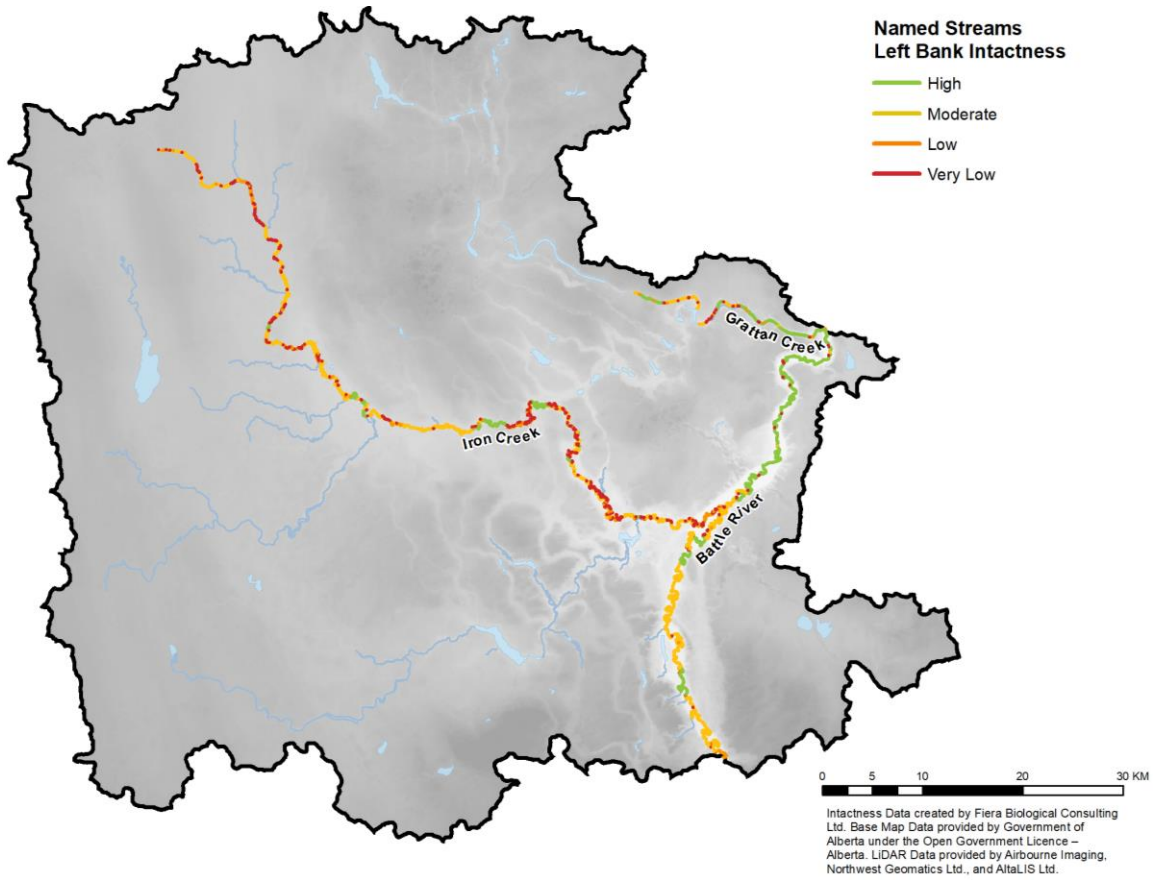 Named Streams
Left Bank Intactness
High
Moderate
Low
Very Low
Grattan Creek
Iron Creek
Battle River
0 5 10 20 30 KM
Intactness Data created by Fiera Biological Consulting
Ltd. Base Map Data provided by Government of
Alberta under the Open Government Licence –
Alberta. LiDAR Data provided by Airbourne Imaging,
Northwest Geomatics Ltd., and AltaLIS Ltd.